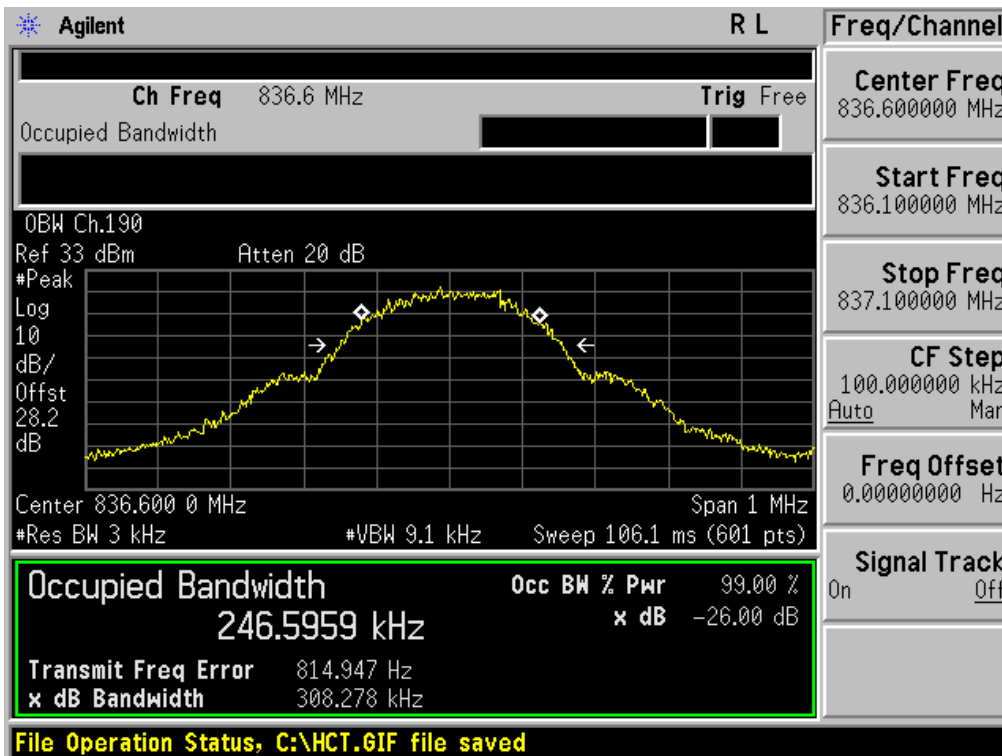 Agilent R L
Freq/Channel
Ch Freq 836.6 MHz Trig Free
Occupied Bandwidth
Center Freq
836.600000 MHz
Start Freq
836.100000 MHz
Stop Freq
837.100000 MHz
CF Step
100.000000 kHz
Auto Man
Freq Offset
0.00000000 Hz
Signal Track
On Off
OBW Ch.190
Ref 33 dBm Atten 20 dB
#Peak
Log
10
dB/
Offst
28.2
dB
Center 836.600 0 MHz Span 1 MHz
#Res BW 3 kHz #VBW 9.1 kHz Sweep 106.1 ms (601 pts)
Occupied Bandwidth
246.5959 kHz
Occ BW % Pwr 99.00 %
x dB -26.00 dB
Transmit Freq Error 814.947 Hz
x dB Bandwidth 308.278 kHz
File Operation Status, C:\HCT.GIF file saved